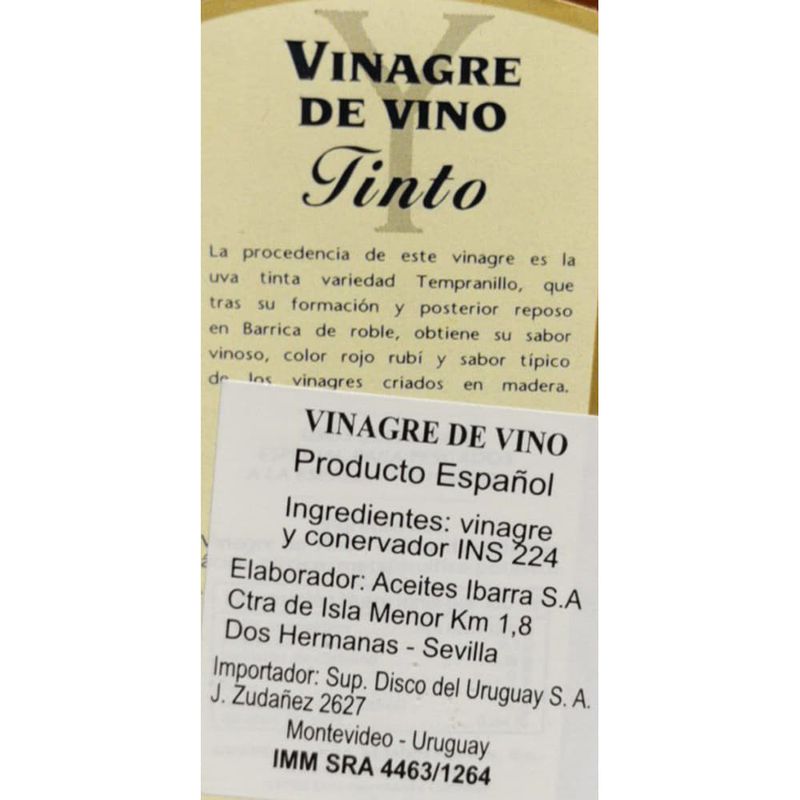 Y
VINAGRE
DE VINO
Tinto
La procedencia de este vinagre es la
uva tinta variedad Tempranillo, que
tras su formación y posterior reposo
en Barrica de roble, obtiene su sabor
vinoso, color rojo rubí y sabor típico
de los vinagres criados en madera.
VINAGRE DE VINO
Producto Español
Ingredientes: vinagre
y conervador INS 224
Elaborador: Aceites Ibarra S.A
Ctra de Isla Menor Km 1,8
Dos Hermanas - Sevilla
Importador: Sup. Disco del Uruguay S. A.
J. Zudañez 2627
Montevideo - Uruguay
IMM SRA 4463/1264